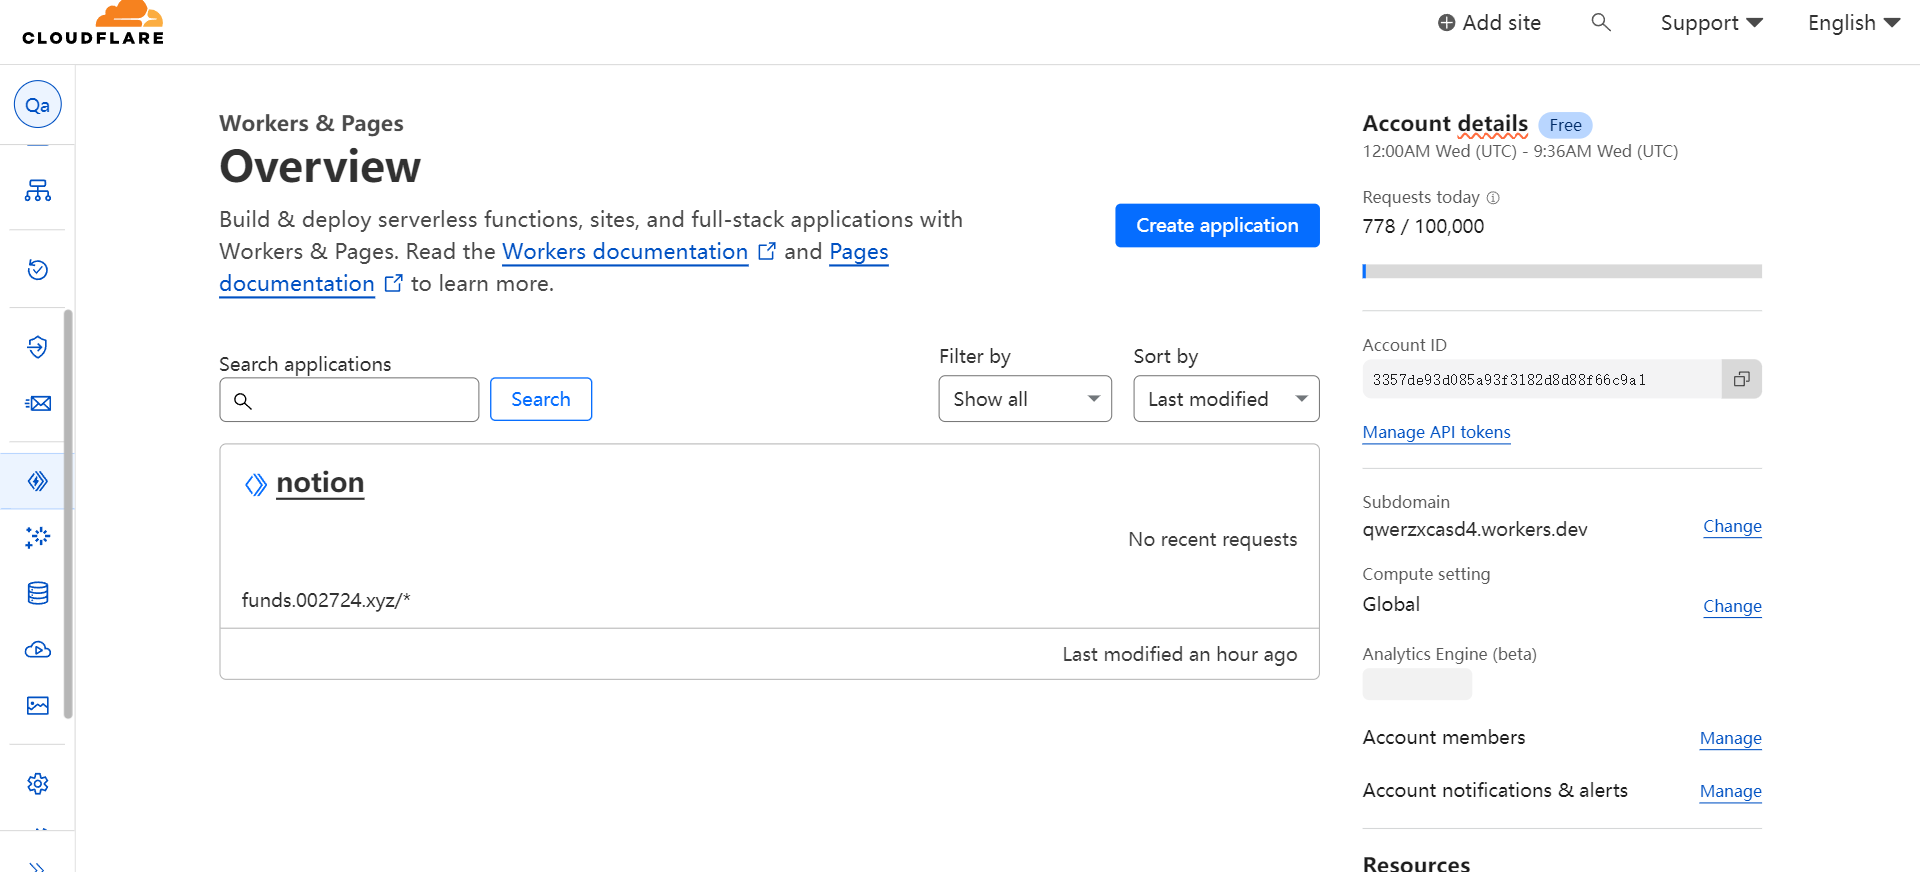 CLOUDFLARE
Add site
Support
English
Qa
Workers & Pages
Overview
Build & deploy serverless functions, sites, and full-stack applications with
Workers & Pages. Read the Workers documentation and Pages
documentation to learn more.
Create application
Search applications
Search
Filter by
Show all
Sort by
Last modified
notion
No recent requests
funds.002724.xyz/*
Last modified an hour ago
Account details Free
12:00AM Wed (UTC) - 9:36AM Wed (UTC)
Requests today
778 / 100,000
Account ID
3357de93d085a93f3182d8d88f66c9a1
Manage API tokens
Subdomain
qwerzxcasd4.workers.dev
Change
Compute setting
Global
Change
Analytics Engine (beta)
Account members
Manage
Account notifications & alerts
Manage
Resources